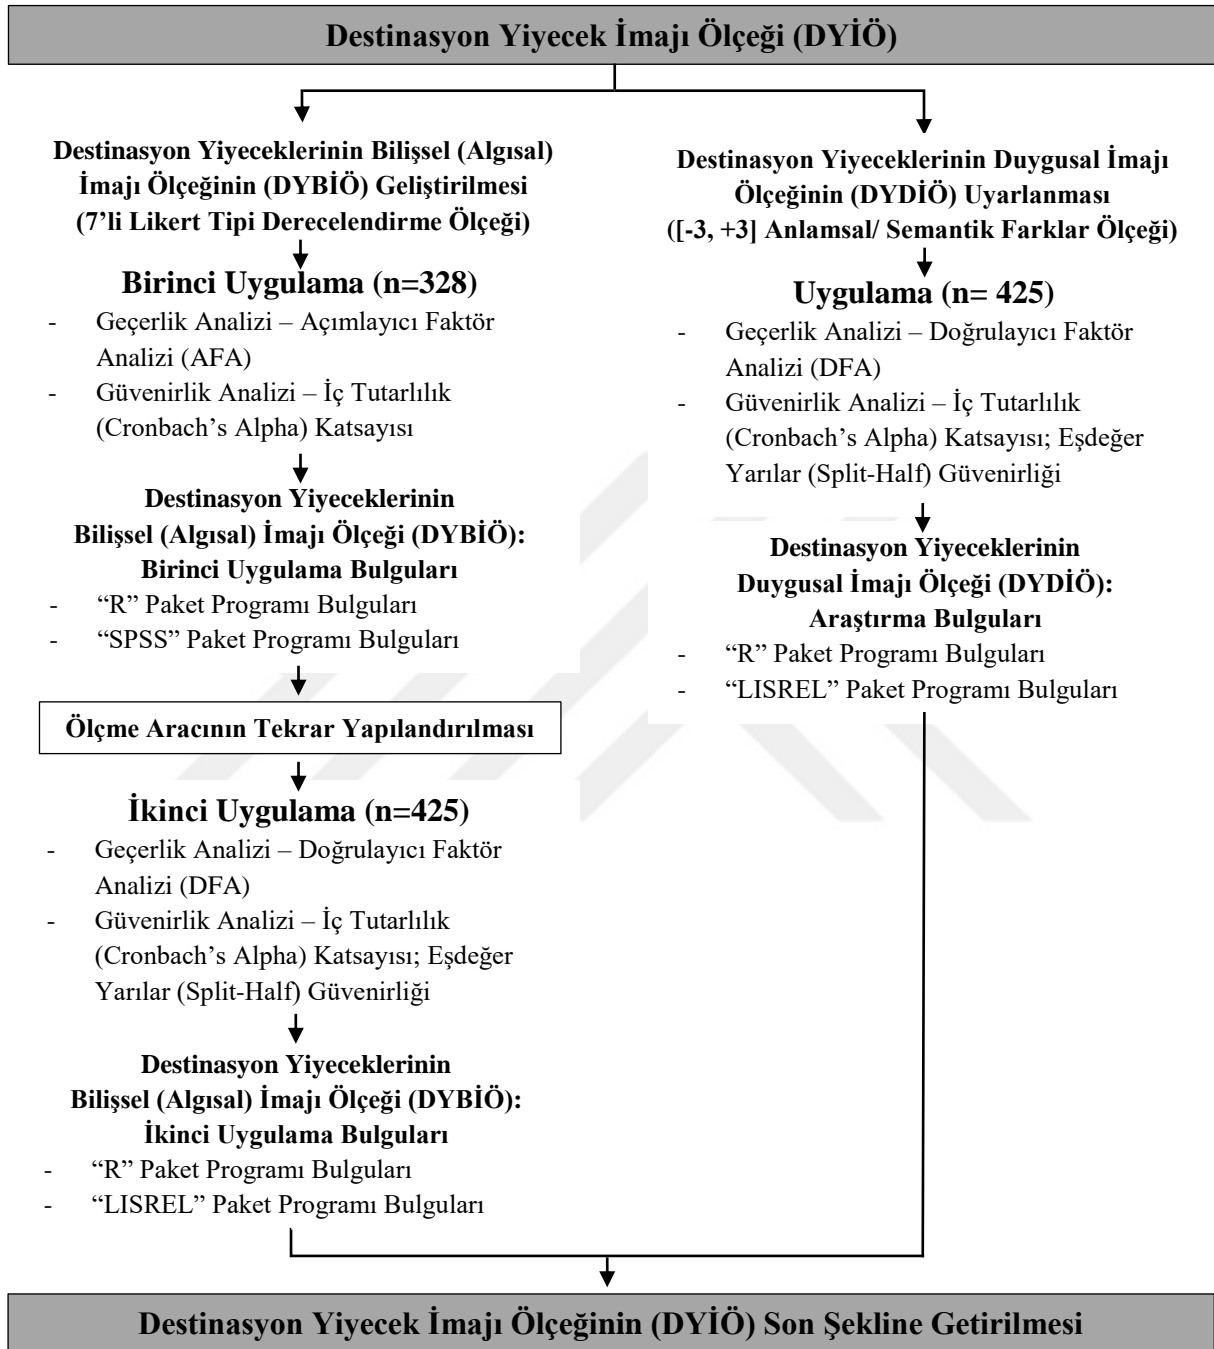 Destinasyon Yiyecek İmajı Ölçeği (DYİÖ)
Destinasyon Yiyeceklerinin Bilişsel (Algısal)
İmajı Ölçeğinin (DYBİÖ) Geliştirilmesi
(7’li Likert Tipi Derecelendirme Ölçeği)
Birinci Uygulama (n=328)
- Geçerlik Analizi – Açımlayıcı Faktör
Analizi (AFA)
- Güvenirlik Analizi – İç Tutarlılık
(Cronbach’s Alpha) Katsayısı
Destinasyon Yiyeceklerinin
Bilişsel (Algısal) İmajı Ölçeği (DYBİÖ):
Birinci Uygulama Bulguları
- “R” Paket Programı Bulguları
- “SPSS” Paket Programı Bulguları
Ölçme Aracının Tekrar Yapılandırılması
İkinci Uygulama (n=425)
- Geçerlik Analizi – Doğrulayıcı Faktör
Analizi (DFA)
- Güvenirlik Analizi – İç Tutarlılık
(Cronbach’s Alpha) Katsayısı; Eşdeğer
Yarılar (Split-Half) Güvenirliği
Destinasyon Yiyeceklerinin
Bilişsel (Algısal) İmajı Ölçeği (DYBİÖ):
İkinci Uygulama Bulguları
- “R” Paket Programı Bulguları
- “LISREL” Paket Programı Bulguları
Destinasyon Yiyeceklerinin Duygusal İmajı
Ölçeğinin (DYDİÖ) Uyarlanması
([-3, +3] Anlamsal/ Semantik Farklar Ölçeği)
Uygulama (n= 425)
- Geçerlik Analizi – Doğrulayıcı Faktör
Analizi (DFA)
- Güvenirlik Analizi – İç Tutarlılık
(Cronbach’s Alpha) Katsayısı; Eşdeğer
Yarılar (Split-Half) Güvenirliği
Destinasyon Yiyeceklerinin
Duygusal İmajı Ölçeği (DYDİÖ):
Araştırma Bulguları
- “R” Paket Programı Bulguları
- “LISREL” Paket Programı Bulguları
Destinasyon Yiyecek İmajı Ölçeğinin (DYİÖ) Son Şekline Getirilmesi